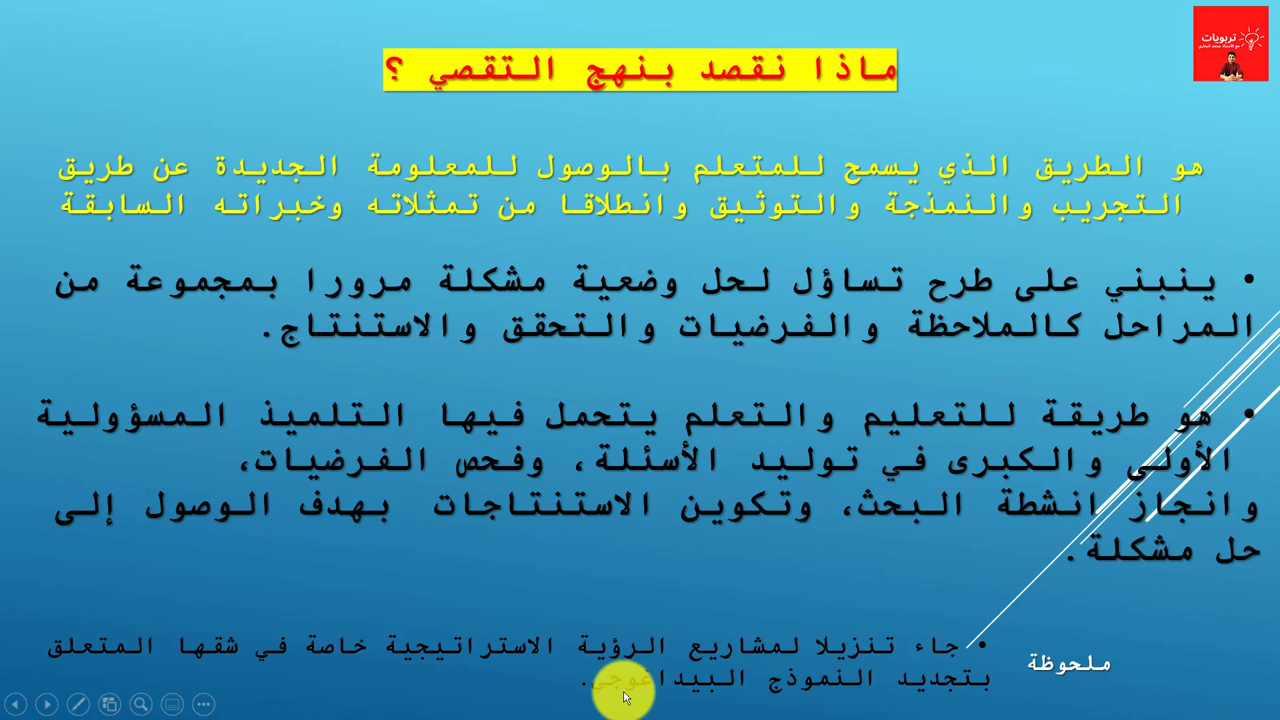 تربويات
مع الأستاذ محمد البختري
ماذا نقصد بنهج التقصي ؟
هو الطريق الذي يسمح للمتعلم بالوصول للمعلومة الجديدة عن طريق
التجريب والنمذجة والتوثيق وانطلاقا من تمثلاته وخبراته السابقة
• ينبني على طرح تساؤل لحل وضعية مشكلة مرورا بمجموعة من
المراحل كالملاحظة والفرضيات والتحقق والاستنتاج.
• هو طريقة للتعليم والتعلم يتحمل فيها التلميذ المسؤولية
الأولى والكبرى في توليد الأسئلة، وفحص الفرضيات،
وانجاز انشطة البحث، وتكوين الاستنتاجات بهدف الوصول إلى
حل مشكلة.
ملحوظة
• جاء تنزيلا لمشاريع الرؤية الاستراتيجية خاصة في شقها المتعلق
بتجديد النموذج البيداغوجي.